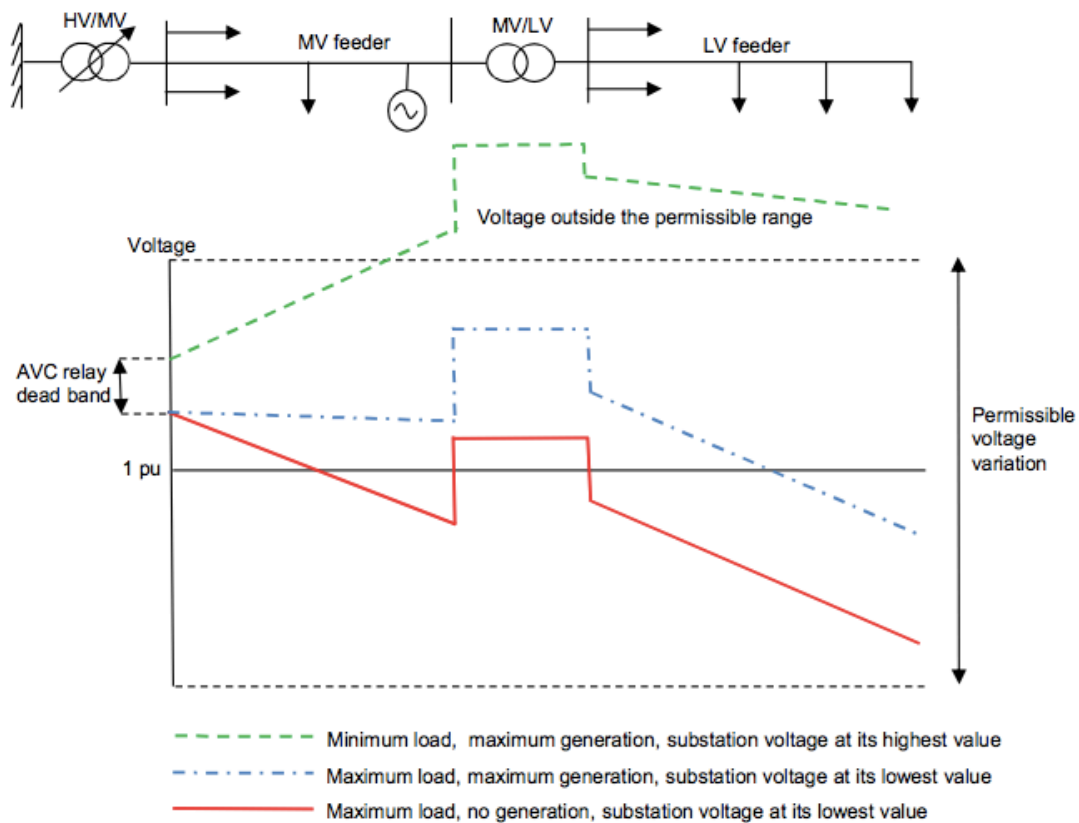 HV/MV
MV feeder
MV/LV
LV feeder
Voltage outside the permissible range
Voltage
AVC relay
dead band
1 pu
Permissible
voltage
variation
Minimum load, maximum generation, substation voltage at its highest value
Maximum load, maximum generation, substation voltage at its lowest value
Maximum load, no generation, substation voltage at its lowest value